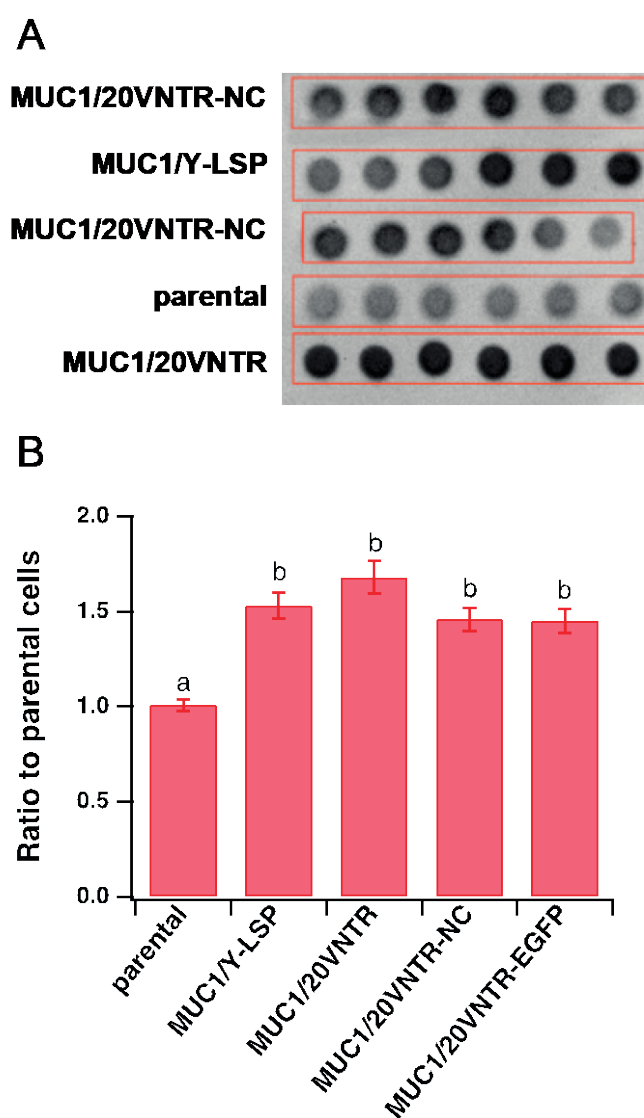 A
MUC1/20VNTR-NC
MUC1/Y-LSP
MUC1/20VNTR-NC
parental
MUC1/20VNTR
B
Ratio to parental cells
2.0
1.5
1.0
0.5
0.0
a
b
b
b
b
parental
MUC1/Y-LSP
MUC1/20VNTR
MUC1/20VNTR-NC
MUC1/20VNTR-EGFP